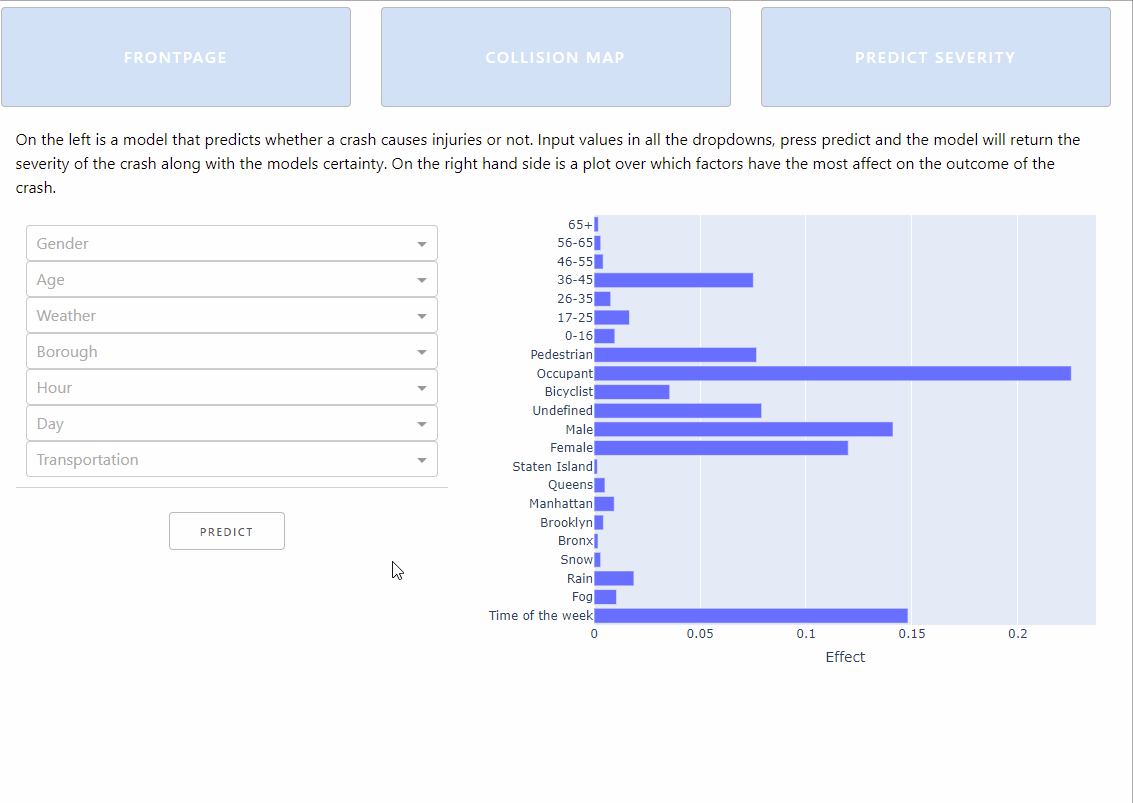 FRONTPAGE
COLLISION MAP
PREDICT SEVERITY
On the left is a model that predicts whether a crash causes injuries or not. Input values in all the dropdowns, press predict and the model will return the
severity of the crash along with the models certainty. On the right hand side is a plot over which factors have the most affect on the outcome of the
crash.
Gender
Age
Weather
Borough
Hour
Day
Transportation
PREDICT
65+
56-65
46-55
36-45
26-35
17-25
0-16
Pedestrian
Occupant
Bicyclist
Undefined
Male
Female
Staten Island
Queens
Manhattan
Brooklyn
Bronx
Snow
Rain
Fog
Time of the week
0 0.05 0.1 0.15 0.2
Effect